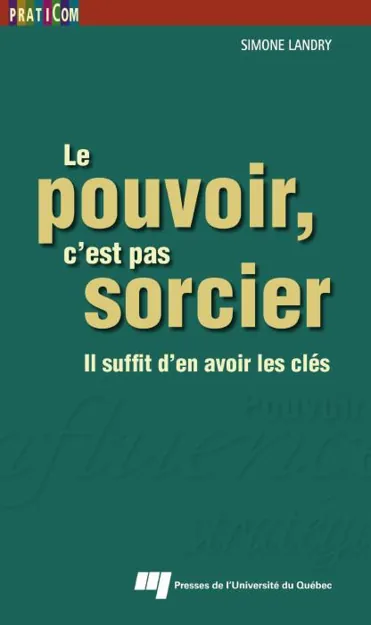 PRATICOM
SIMONE LANDRY
Le
pouvoir,
c'est pas
sorcier
Il suffit d'en avoir les clés
Pouvoir
Presses de l'Université du Québec